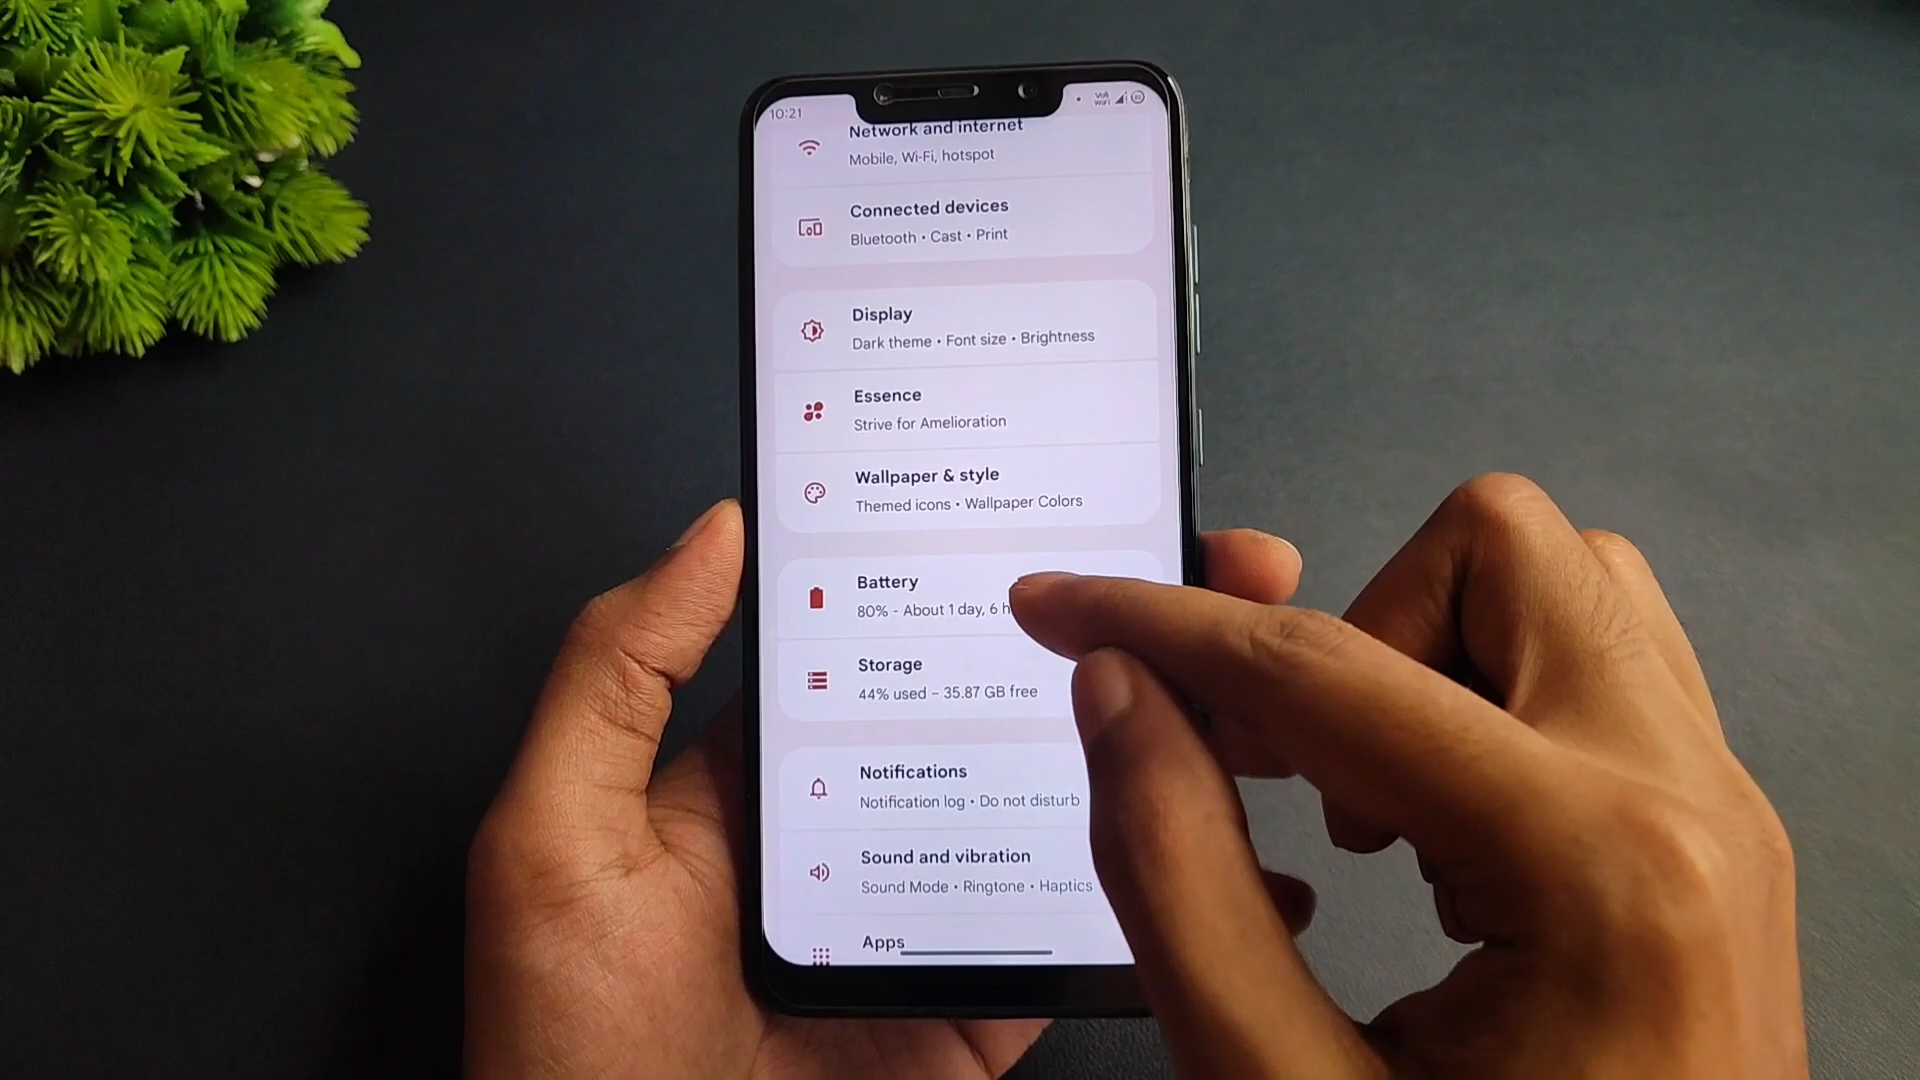 10:21
Network and internet
Mobile, Wi-Fi, hotspot
Connected devices
Bluetooth • Cast • Print
Display
Dark theme • Font size • Brightness
Essence
Strive for Amelioration
Wallpaper & style
Themed icons • Wallpaper Colors
Battery
80% - About 1 day, 6 h
Storage
44% used – 35.87 GB free
Notifications
Notification log • Do not disturb
Sound and vibration
Sound Mode • Ringtone • Haptics
Apps